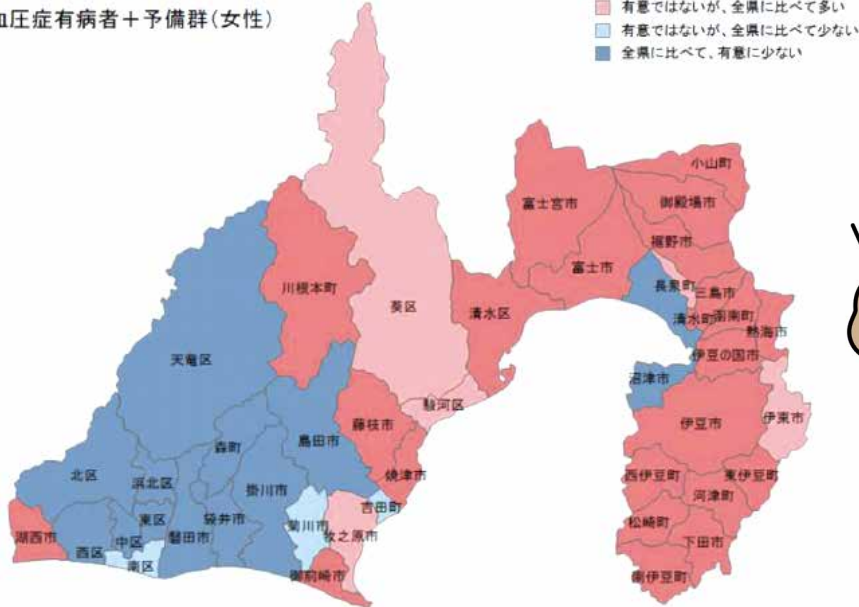 血圧症有病者＋予備群(女性)
有意ではないが、全県に比べて多い
有意ではないが、全県に比べて少ない
全県に比べて、有意に少ない
小山町
富士宮市
御殿場市
裾野市
富士市
長泉町
三島市
清水町
函南町
熱海市
伊豆の国市
川根本町
葵区
清水区
天竜区
沼津市
駿河区
伊東市
藤枝市
伊豆市
島田市
森町
焼津市
北区
浜北区
掛川市
西伊豆町
東伊豆町
河津町
吉田町
東区
袋井市
菊川市
湖西市
中区
磐田市
牧之原市
松崎町
西区
南区
下田市
御前崎市
南伊豆町